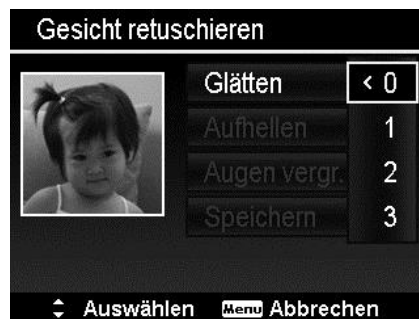 Gesicht retuschieren
Glätten < 0
Aufhellen 1
Augen vergr. 2
Speichern 3
Auswählen Menu Abbrechen